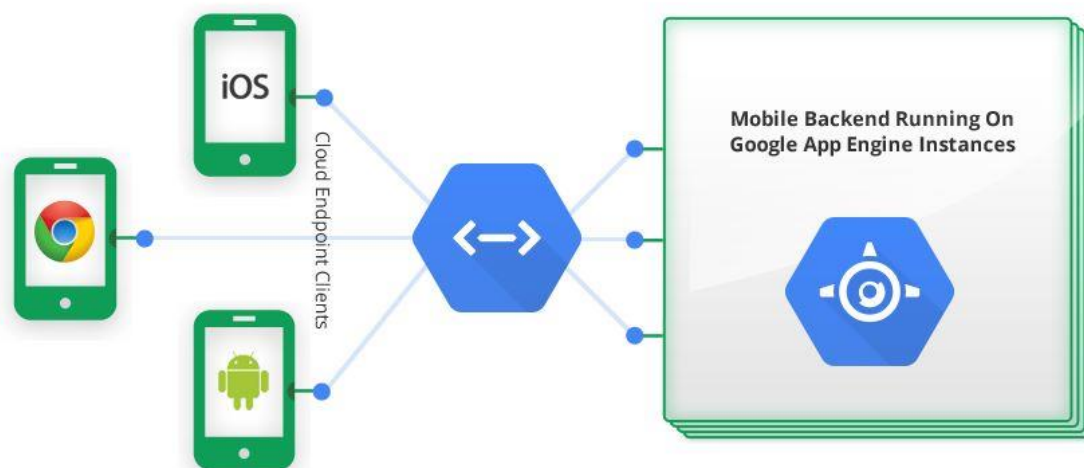 iOS
Cloud Endpoint Clients
Mobile Backend Running On
Google App Engine Instances